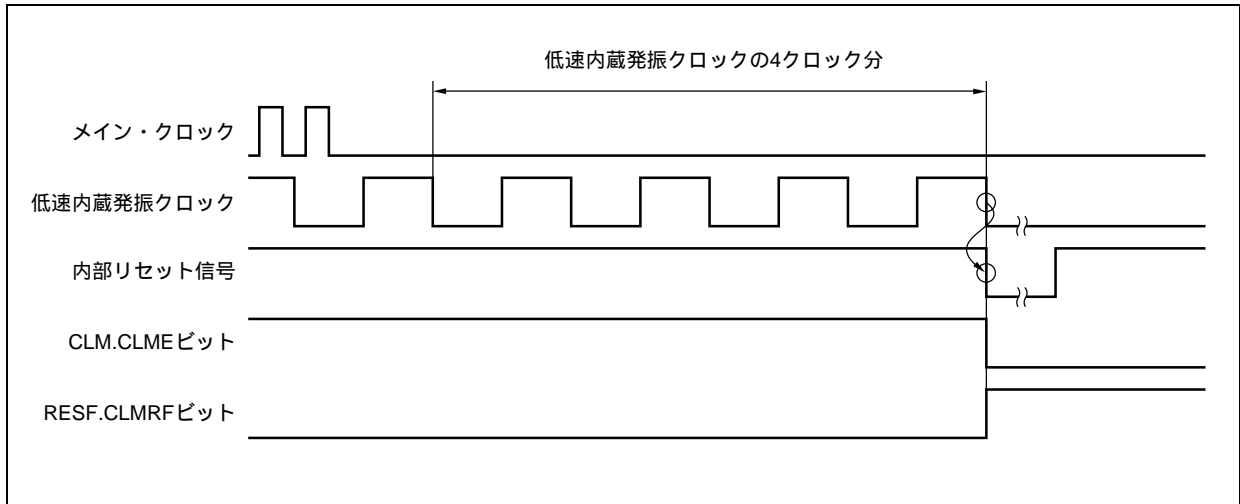 低速内蔵発振クロックの4クロック分
メイン・クロック
低速内蔵発振クロック
内部リセット信号
CLM.CLMEビット
RESF.CLMRFビット